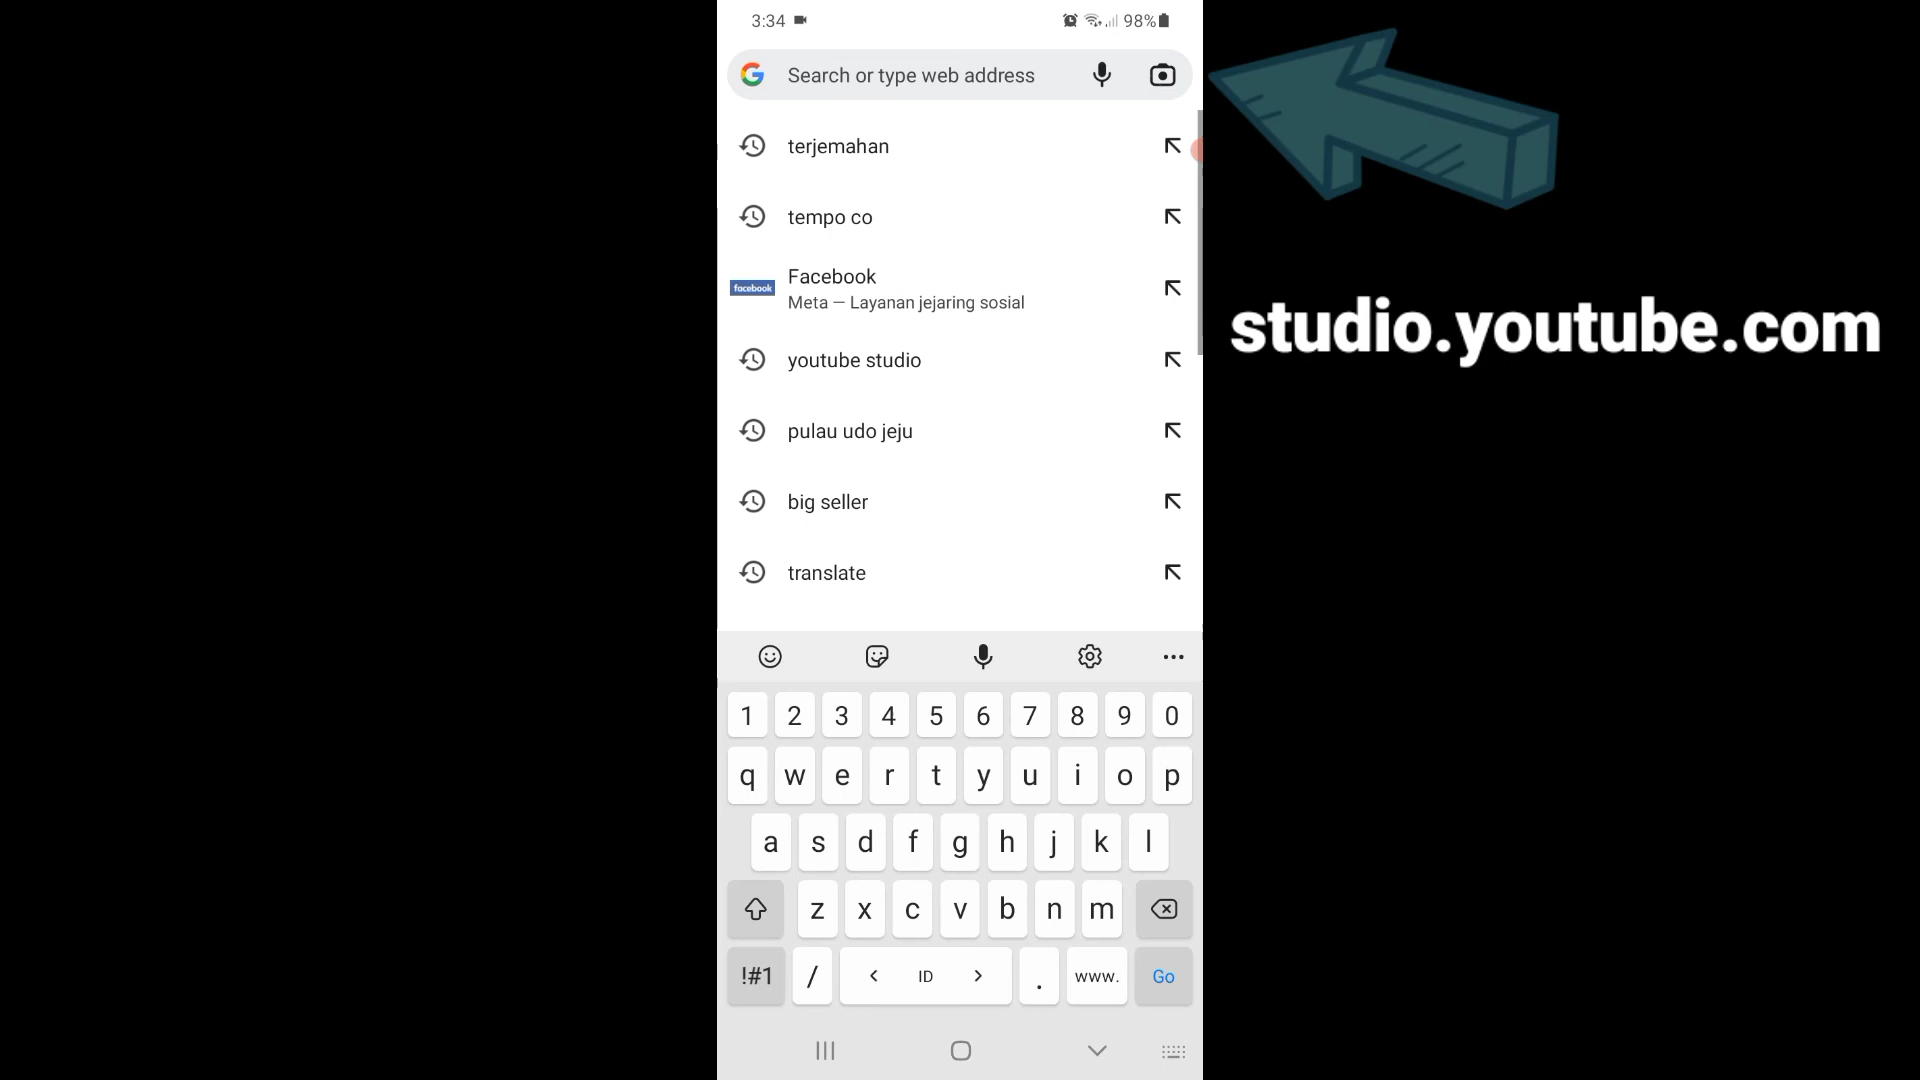 3:34
98%
Search or type web address
terjemahan
tempo co
facebook
Facebook
Meta — Layanan jejaring sosial
youtube studio
pulau udo jeju
big seller
translate
studio.youtube.com
1 2 3 4 5 6 7 8 9 0
q w e r t y u i o p
a s d f g h j k l
z x c v b n m
!#1 / < ID > . www. Go